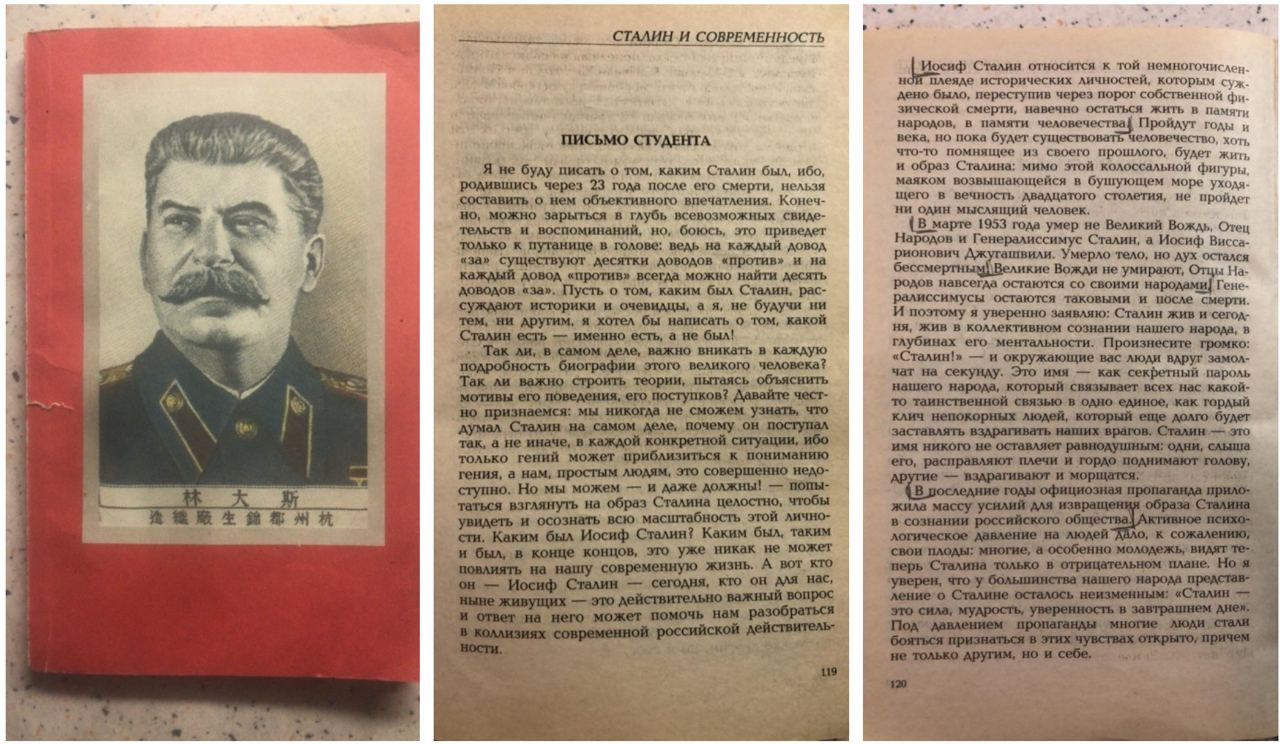 林大斯
造織廠生錦都州杭
СТАЛИН И СОВРЕМЕННОСТЬ
ПИСЬМО СТУДЕНТА
Я не буду писать о том, каким Сталин был, ибо,
родившись через 23 года после его смерти, нельзя
составить о нем объективного впечатления. Конеч-
но, можно зарыться в глубь всевозможных свиде-
тельств и воспоминаний, но, боюсь, это приведет
только к путанице в голове: ведь на каждый довод
«за» существуют десятки доводов «против» и на
каждый довод «против» всегда можно найти десять
доводов «за». Пусть о том, каким был Сталин, рас-
суждают историки и очевидцы, а я, не будучи ни
тем, ни другим, я хотел бы написать о том, какой
Сталин есть — именно есть, а не был!
Так ли, в самом деле, важно вникать в каждую
подробность биографии этого великого человека?
Так ли важно строить теории, пытаясь объяснить
мотивы его поведения, его поступков? Давайте чест-
но признаемся: мы никогда не сможем узнать, что
думал Сталин на самом деле, почему он поступал
так, а не иначе, в каждой конкретной ситуации, ибо
только гений может приблизиться к пониманию
гения, а нам, простым людям, это совершенно недо-
ступно. Но мы можем — и даже должны! — попы-
таться взглянуть на образ Сталина целостно, чтобы
увидеть и осознать всю масштабность этой лично-
сти. Каким был Иосиф Сталин? Каким был, таким
и был, в конце концов, это уже никак не может
повлиять на нашу современную жизнь. А вот кто
он — Иосиф Сталин — сегодня, кто он для нас,
ныне живущих — это действительно важный вопрос
и ответ на него может помочь нам разобраться
в коллизиях современной российской действитель-
ности.
119
Иосиф Сталин относится к той немногочислен-
ной плеяде исторических личностей, которым суж-
дено было, переступив через порог собственной фи-
зической смерти, навечно остаться жить в памяти
народов, в памяти человечества. Пройдут годы и
века, но пока будет существовать человечество, хоть
что-то помнящее из своего прошлого, будет жить
и образ Сталина: мимо этой колоссальной фигуры,
маяком возвышающейся в бушующем море уходя-
щего в вечность двадцатого столетия, не пройдет
ни один мыслящий человек.
В марте 1953 года умер не Великий Вождь, Отец
Народов и Генералиссимус Сталин, а Иосиф Висса-
рионович Джугашвили. Умерло тело, но дух остался
бессмертным. Великие Вожди не умирают, Отцы На-
родов навсегда остаются со своими народами, Гене-
ралиссимусы остаются таковыми и после смерти.
И поэтому я уверенно заявляю: Сталин жив и сегод-
ня, жив в коллективном сознании нашего народа, в
глубинах его ментальности. Произнесите громко:
«Сталин!» — и окружающие вас люди вдруг замол-
чат на секунду. Это имя — как секретный пароль
нашего народа, который связывает всех нас какой-
то таинственной связью в одно единое, как гордый
клич непокорных людей, который еще долго будет
заставлять вздрагивать наших врагов. Сталин — это
имя никого не оставляет равнодушным: одни, слыша
его, расправляют плечи и гордо поднимают голову,
другие — вздрагивают и морщатся.
В последние годы официозная пропаганда прило-
жила массу усилий для извращения образа Сталина
в сознании российского общества. Активное психо-
логическое давление на людей дало, к сожалению,
свои плоды: многие, а особенно молодежь, видят те-
перь Сталина только в отрицательном плане. Но я
уверен, что у большинства нашего народа представ-
ление о Сталине осталось неизменным: «Сталин —
это сила, мудрость, уверенность в завтрашнем дне».
Под давлением пропаганды многие люди стали
бояться признаться в этих чувствах открыто, причем
не только другим, но и себе.
120